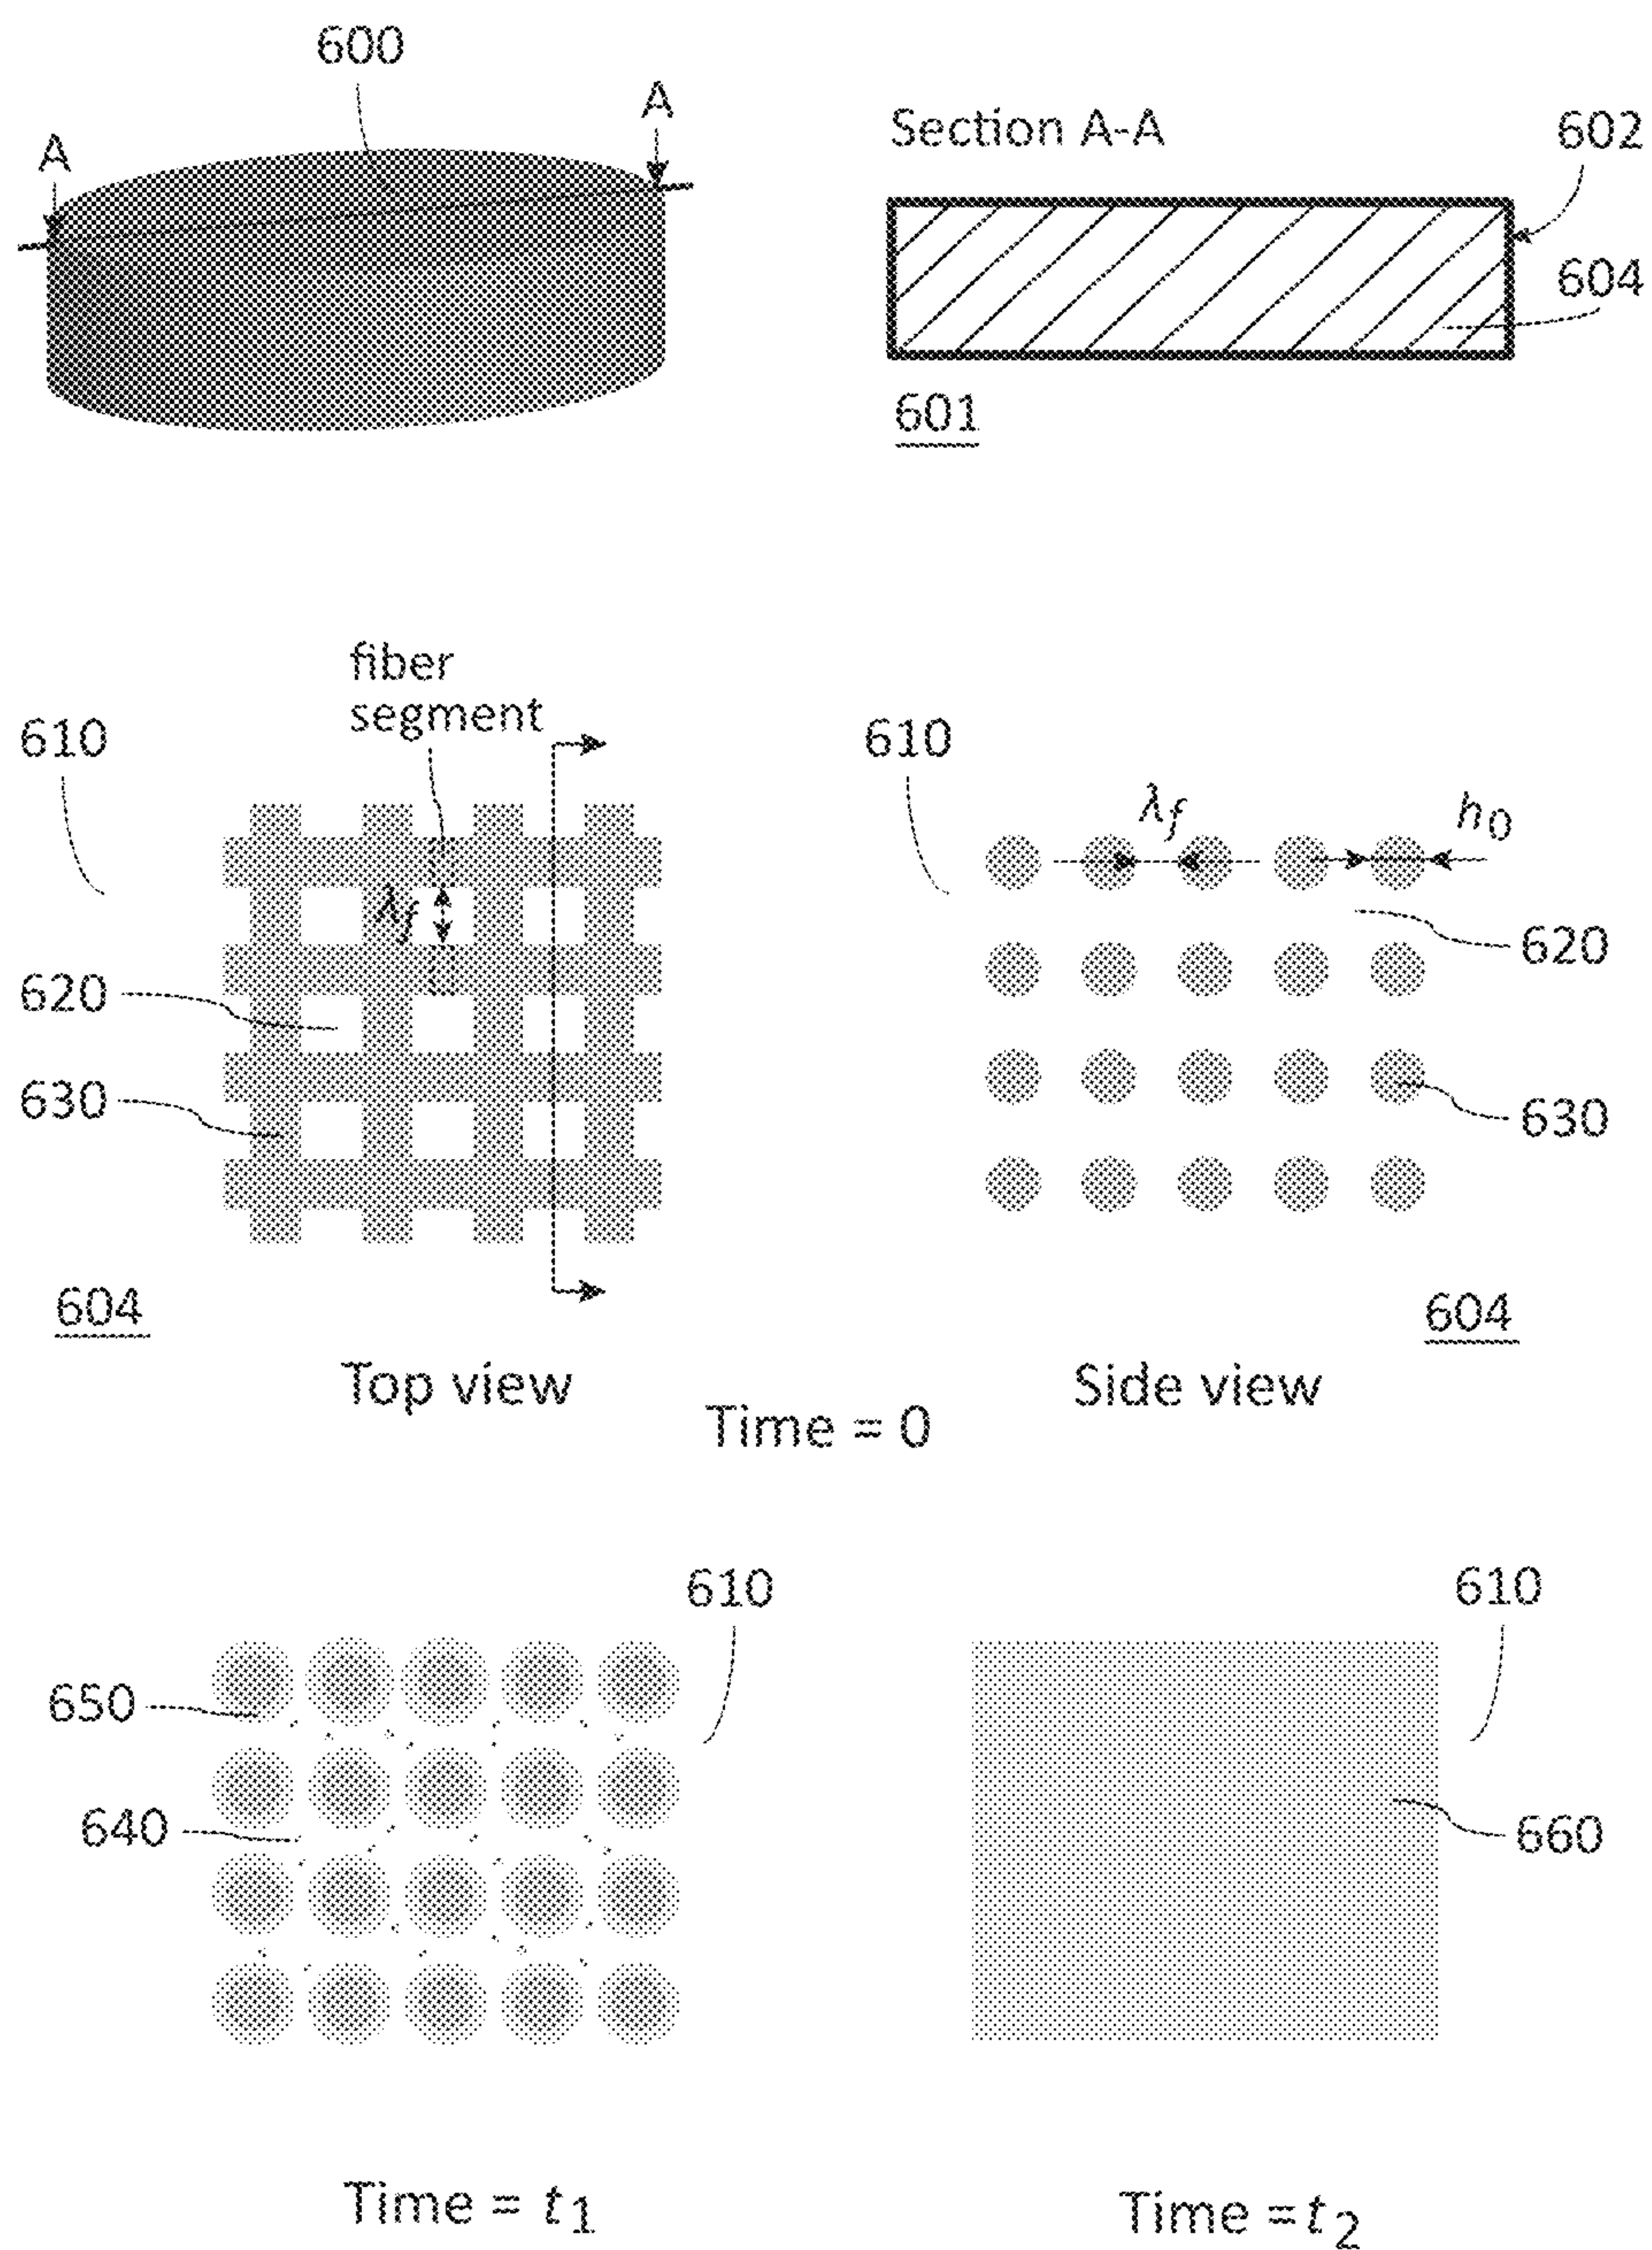 600
A
A
Section A-A
602
604
601
fiber
segment
610
λf
620
630
604
Top view
610
λf
h0
620
630
604
Side view
Time = 0
650
640
610
Time = t1
610
660
Time = t2